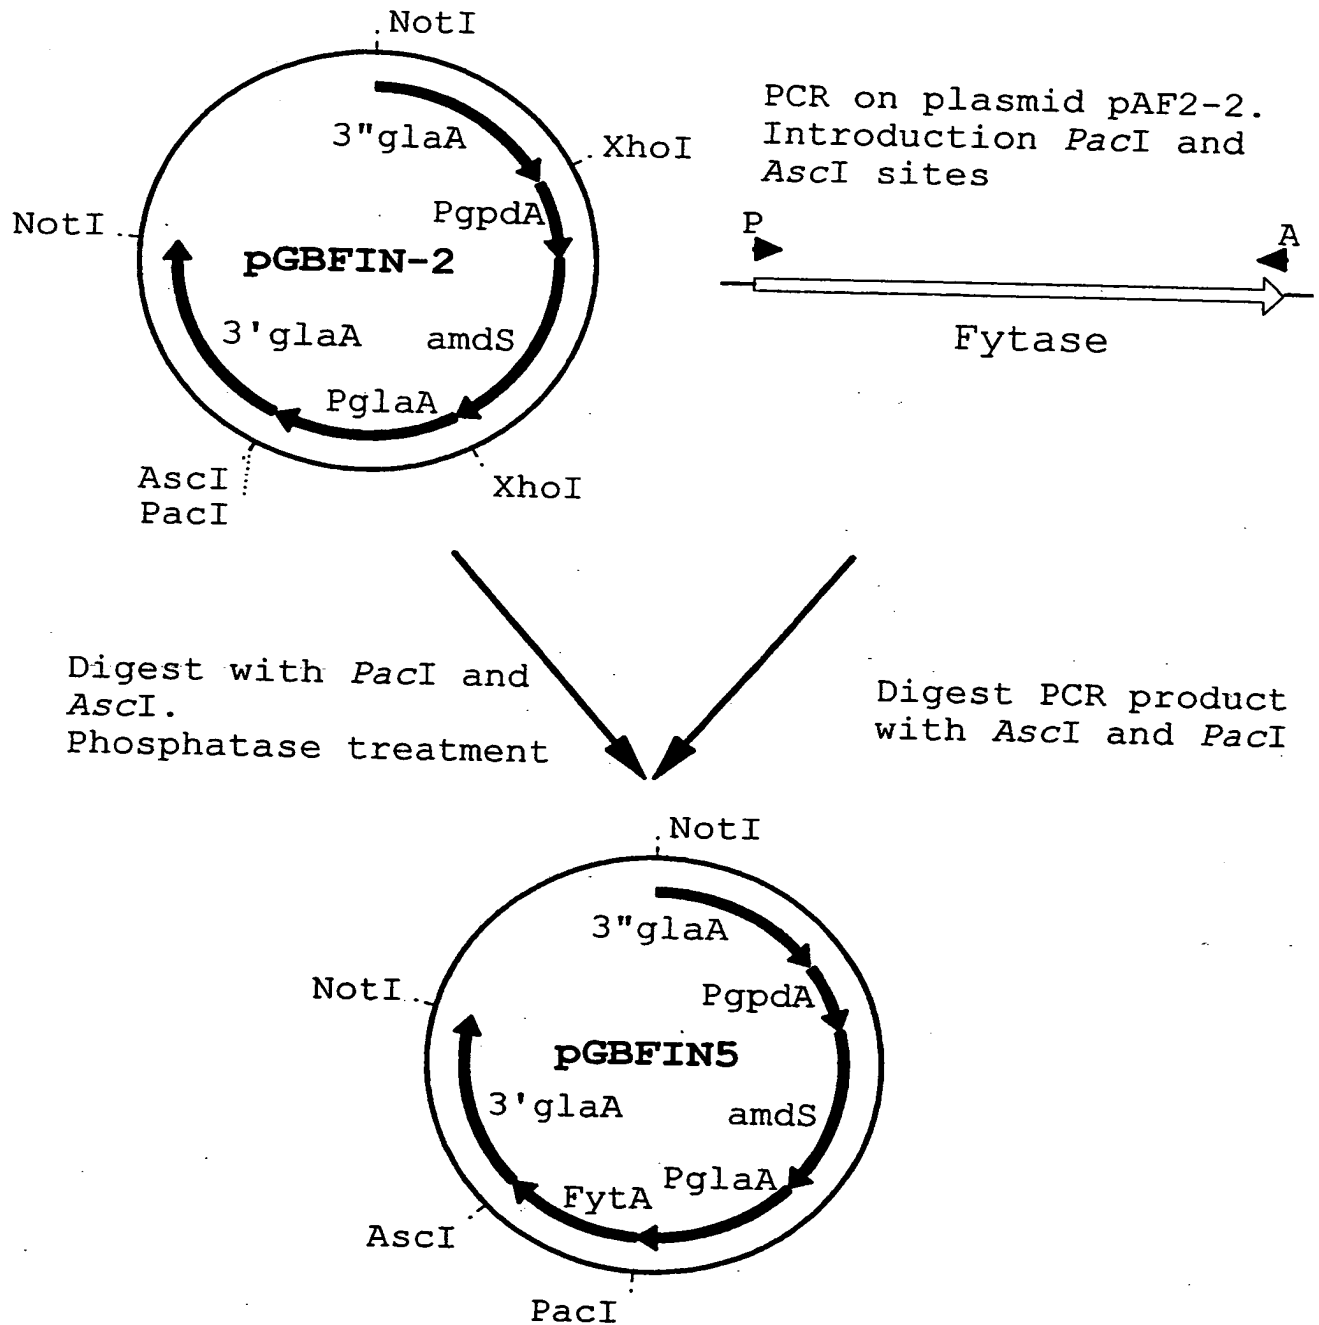 NotI
3"glaA
XhoI
PgpdA
NotI
pGBFIN-2
3'glaA
amdS
PglaA
AscI
PacI
XhoI
PCR on plasmid pAF2-2.
Introduction PacI and
AscI sites
P
A
Fytase
Digest with PacI and
AscI.
Phosphatase treatment
Digest PCR product
with AscI and PacI
NotI
3"glaA
NotI
PgpdA
pGBFIN5
3'glaA
amdS
PglaA
FytA
AscI
PacI